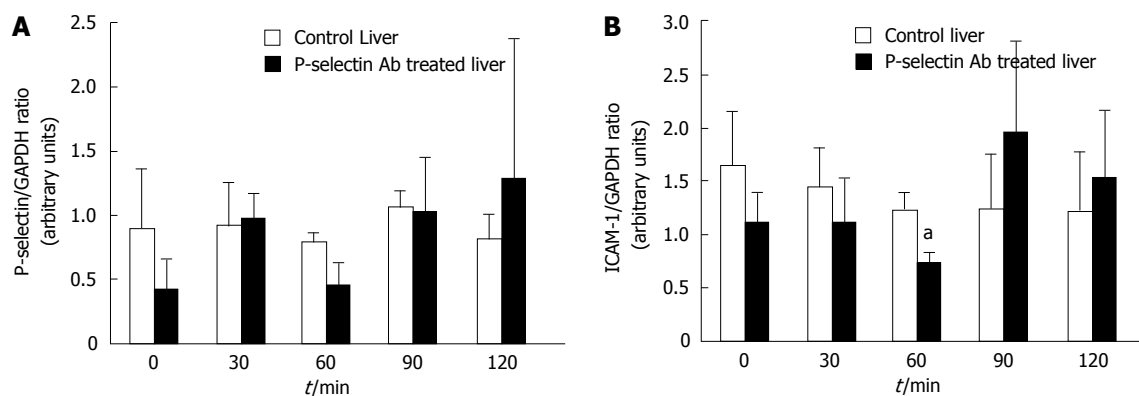 A
P-selectin/GAPDH ratio
(arbitrary units)
2.5
2.0
1.5
1.0
0.5
0
Control Liver
P-selectin Ab treated liver
0 30 60 90 120
t/min
B
ICAM-1/GAPDH ratio
(arbitrary units)
3.0
2.5
2.0
1.5
1.0
0.5
0
Control liver
P-selectin Ab treated liver
a
0 30 60 90 120
t/min